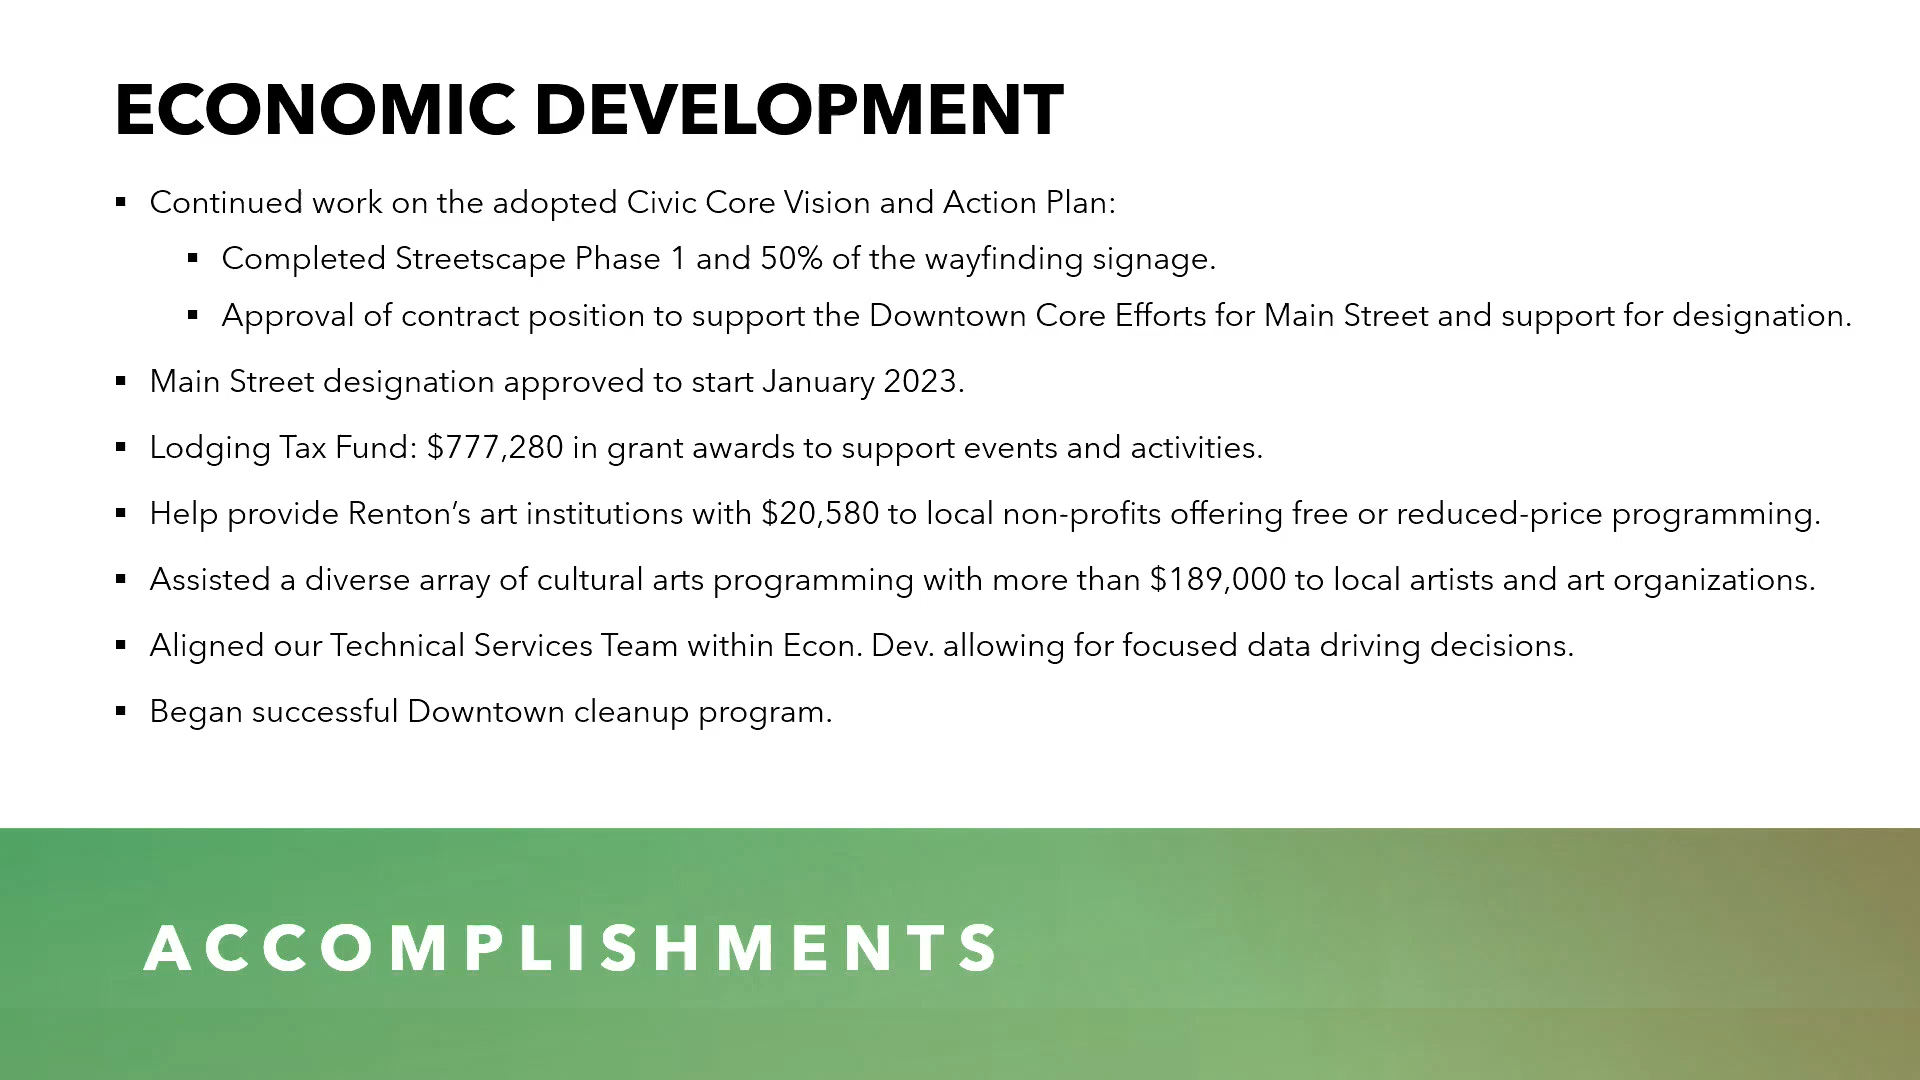 ECONOMIC DEVELOPMENT
▪ Continued work on the adopted Civic Core Vision and Action Plan:
▪ Completed Streetscape Phase 1 and 50% of the wayfinding signage.
▪ Approval of contract position to support the Downtown Core Efforts for Main Street and support for designation.
▪ Main Street designation approved to start January 2023.
▪ Lodging Tax Fund: $777,280 in grant awards to support events and activities.
▪ Help provide Renton’s art institutions with $20,580 to local non-profits offering free or reduced-price programming.
▪ Assisted a diverse array of cultural arts programming with more than $189,000 to local artists and art organizations.
▪ Aligned our Technical Services Team within Econ. Dev. allowing for focused data driving decisions.
▪ Began successful Downtown cleanup program.
ACCOMPLISHMENTS